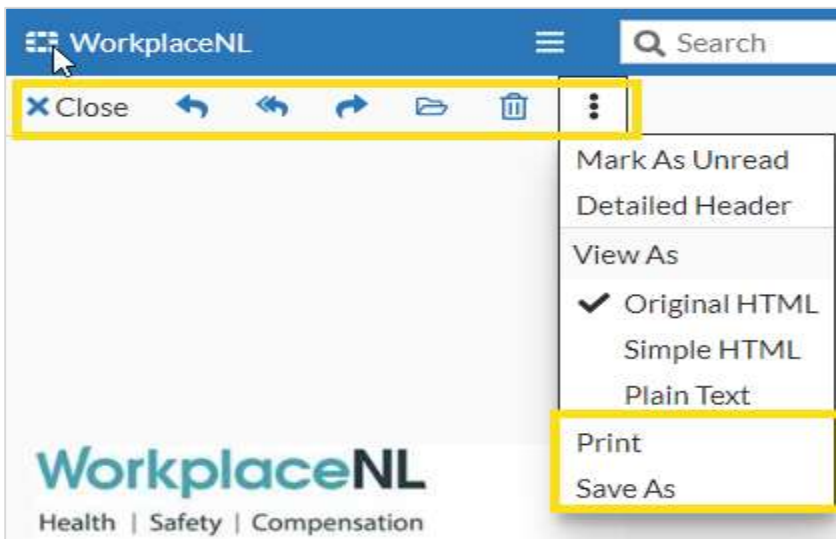 WorkplaceNL
Search
Close
Mark As Unread
Detailed Header
View As
Original HTML
Simple HTML
Plain Text
Print
Save As
WorkplaceNL
Health | Safety | Compensation